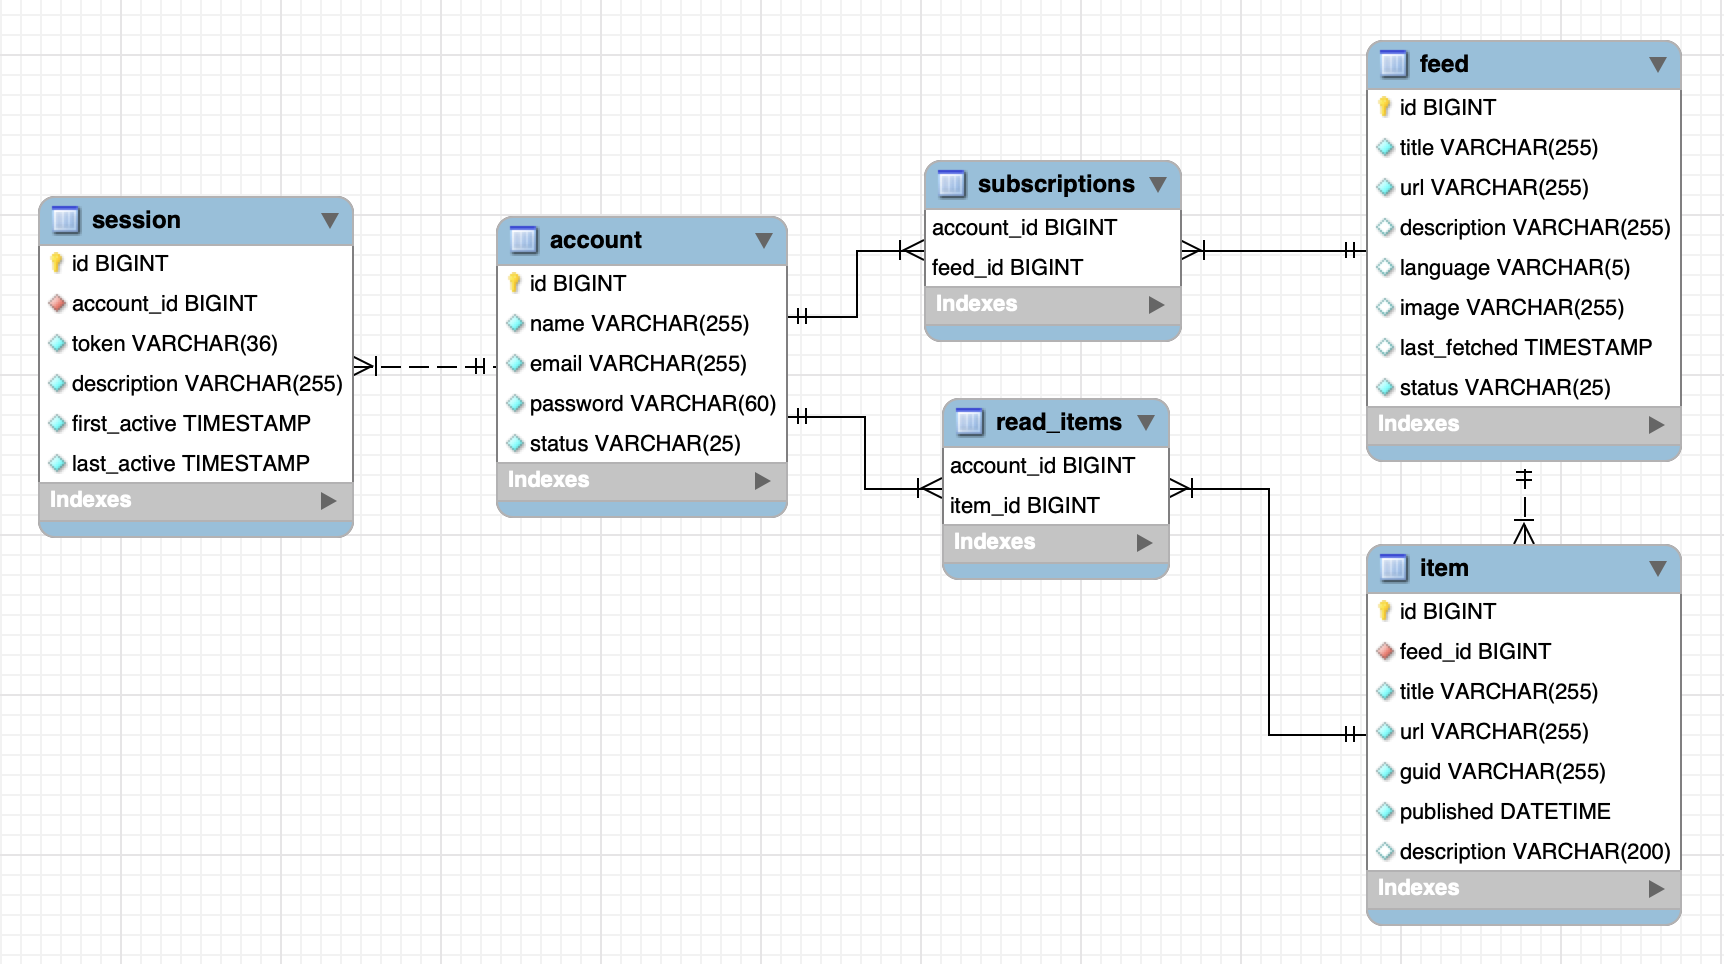 session
id BIGINT
account_id BIGINT
token VARCHAR(36)
description VARCHAR(255)
first_active TIMESTAMP
last_active TIMESTAMP
Indexes
account
id BIGINT
name VARCHAR(255)
email VARCHAR(255)
password VARCHAR(60)
status VARCHAR(25)
Indexes
subscriptions
account_id BIGINT
feed_id BIGINT
Indexes
read_items
account_id BIGINT
item_id BIGINT
Indexes
feed
id BIGINT
title VARCHAR(255)
url VARCHAR(255)
description VARCHAR(255)
language VARCHAR(5)
image VARCHAR(255)
last_fetched TIMESTAMP
status VARCHAR(25)
Indexes
item
id BIGINT
feed_id BIGINT
title VARCHAR(255)
url VARCHAR(255)
guid VARCHAR(255)
published DATETIME
description VARCHAR(200)
Indexes